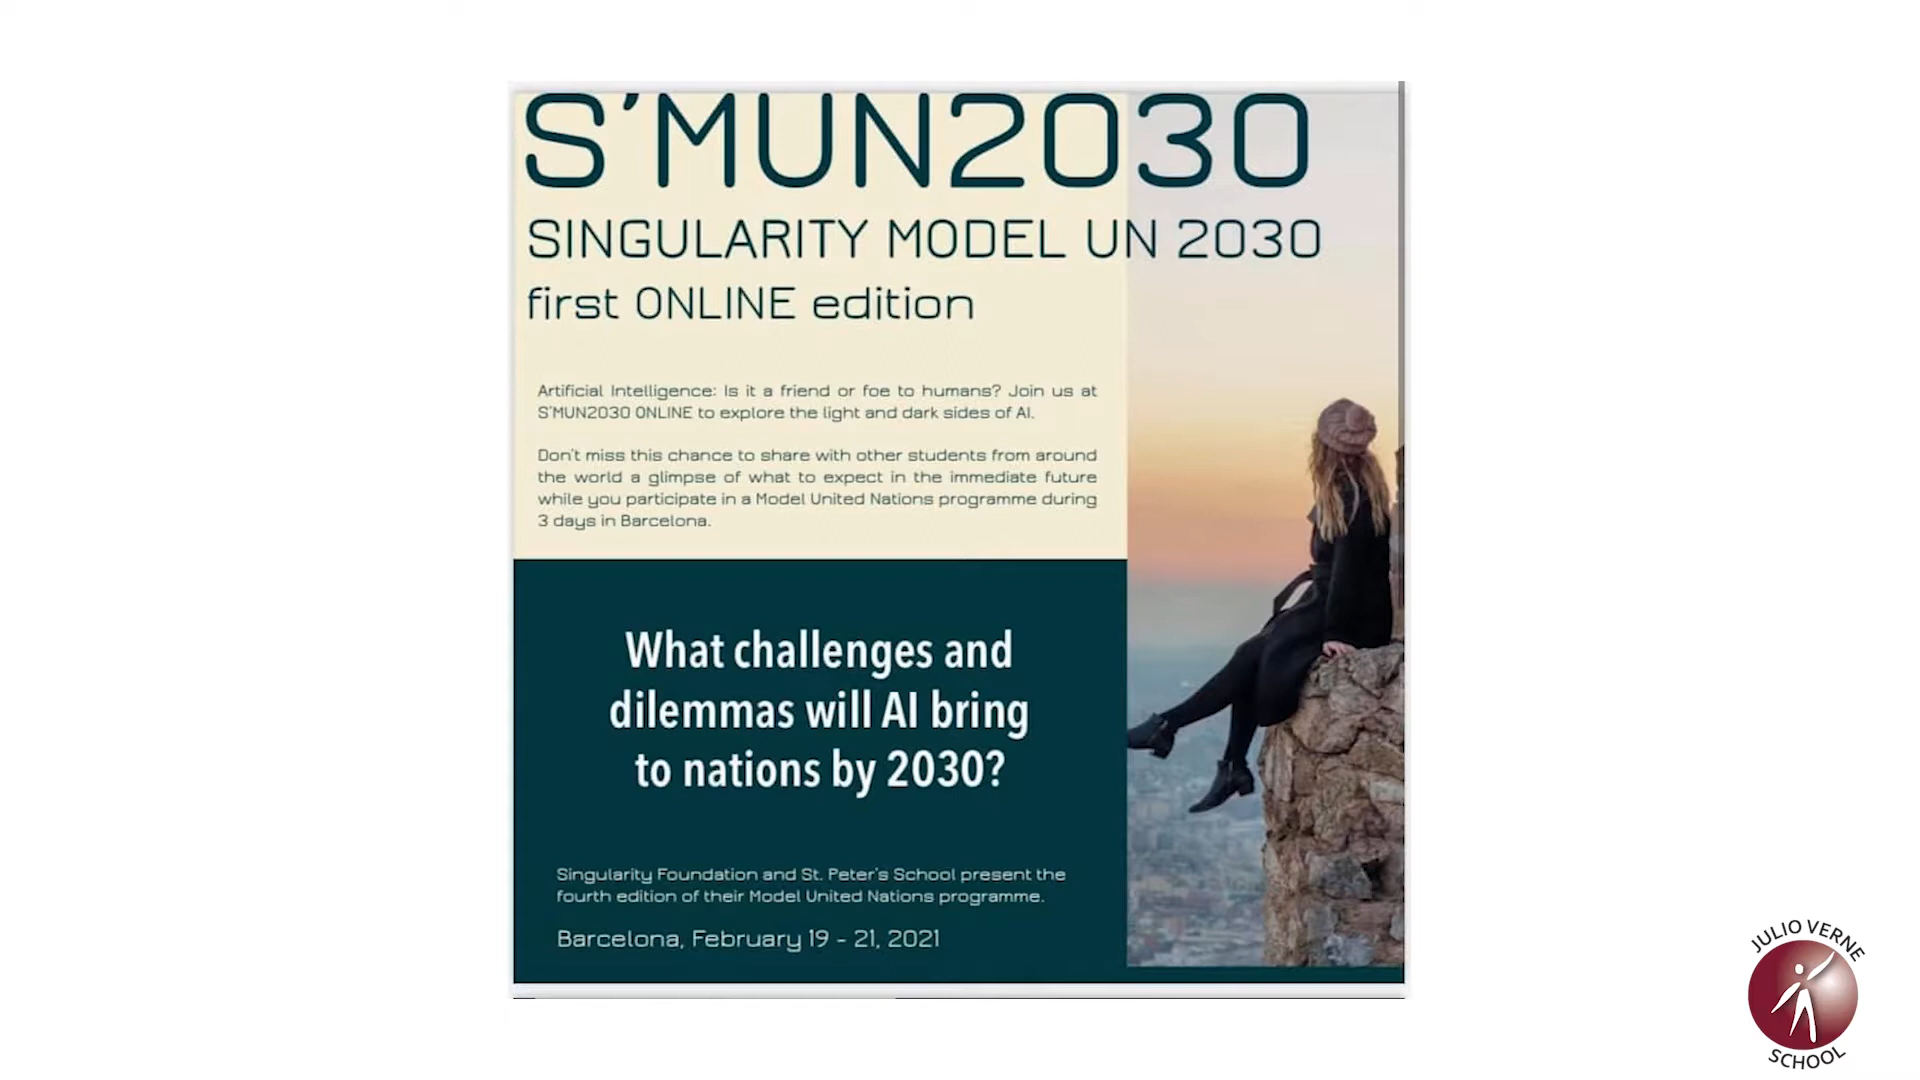 S'MUN2030
SINGULARITY MODEL UN 2030
first ONLINE edition
Artificial Intelligence: Is it a friend or foe to humans? Join us at
S'MUN2030 ONLINE to explore the light and dark sides of AI.
Don't miss this chance to share with other students from around
the world a glimpse of what to expect in the immediate future
while you participate in a Model United Nations programme during
3 days in Barcelona.
What challenges and
dilemmas will AI bring
to nations by 2030?
Singularity Foundation and St. Peter's School present the
fourth edition of their Model United Nations programme.
Barcelona, February 19 - 21, 2021
JULIO VERNE
SCHOOL